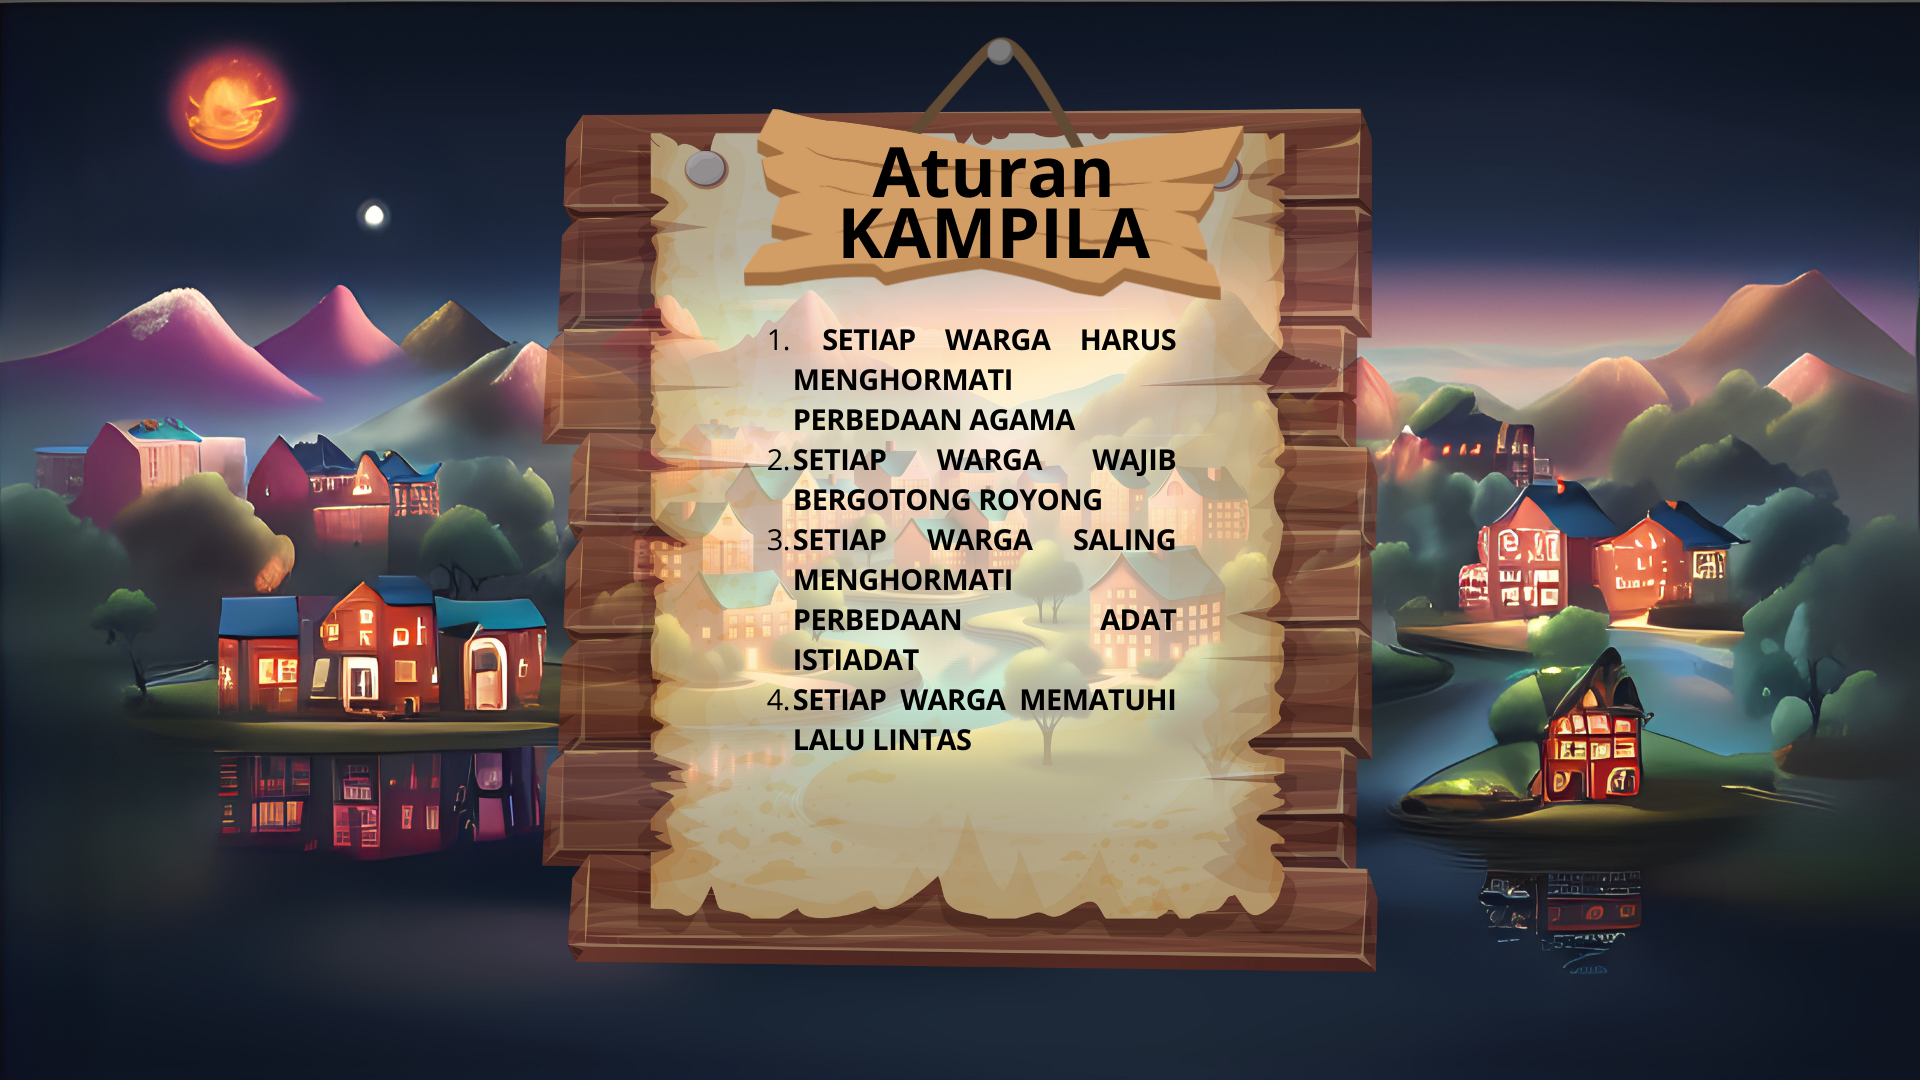 Aturan
KAMPILA
1. SETIAP WARGA HARUS
MENGHORMATI
PERBEDAAN AGAMA
2. SETIAP WARGA WAJIB
BERGOTONG ROYONG
3. SETIAP WARGA SALING
MENGHORMATI
PERBEDAAN ADAT
ISTIADAT
4. SETIAP WARGA MEMATUHI
LALU LINTAS